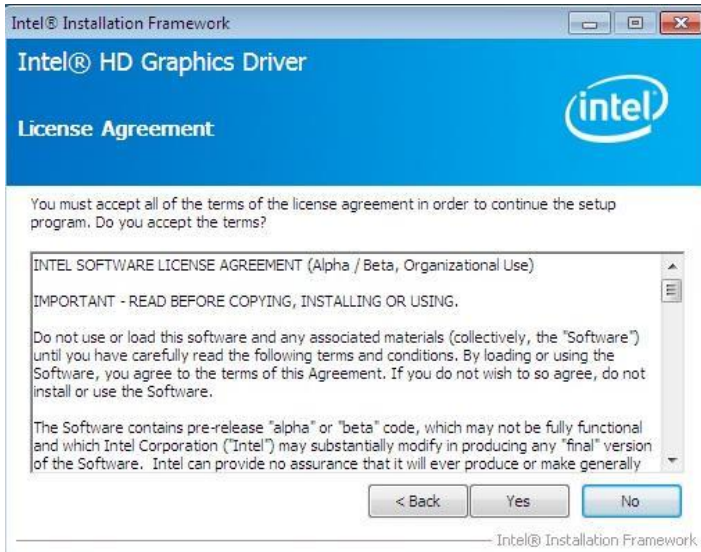 Intel® Installation Framework
Intel® HD Graphics Driver
intel
License Agreement
You must accept all of the terms of the license agreement in order to continue the setup
program. Do you accept the terms?
INTEL SOFTWARE LICENSE AGREEMENT (Alpha / Beta, Organizational Use)
IMPORTANT - READ BEFORE COPYING, INSTALLING OR USING.
Do not use or load this software and any associated materials (collectively, the "Software")
until you have carefully read the following terms and conditions. By loading or using the
Software, you agree to the terms of this Agreement. If you do not wish to so agree, do not
install or use the Software.
The Software contains pre-release "alpha" or "beta" code, which may not be fully functional
and which Intel Corporation ("Intel") may substantially modify in producing any "final" version
of the Software.  Intel can provide no assurance that it will ever produce or make generally
< Back
Yes
No
Intel® Installation Framework